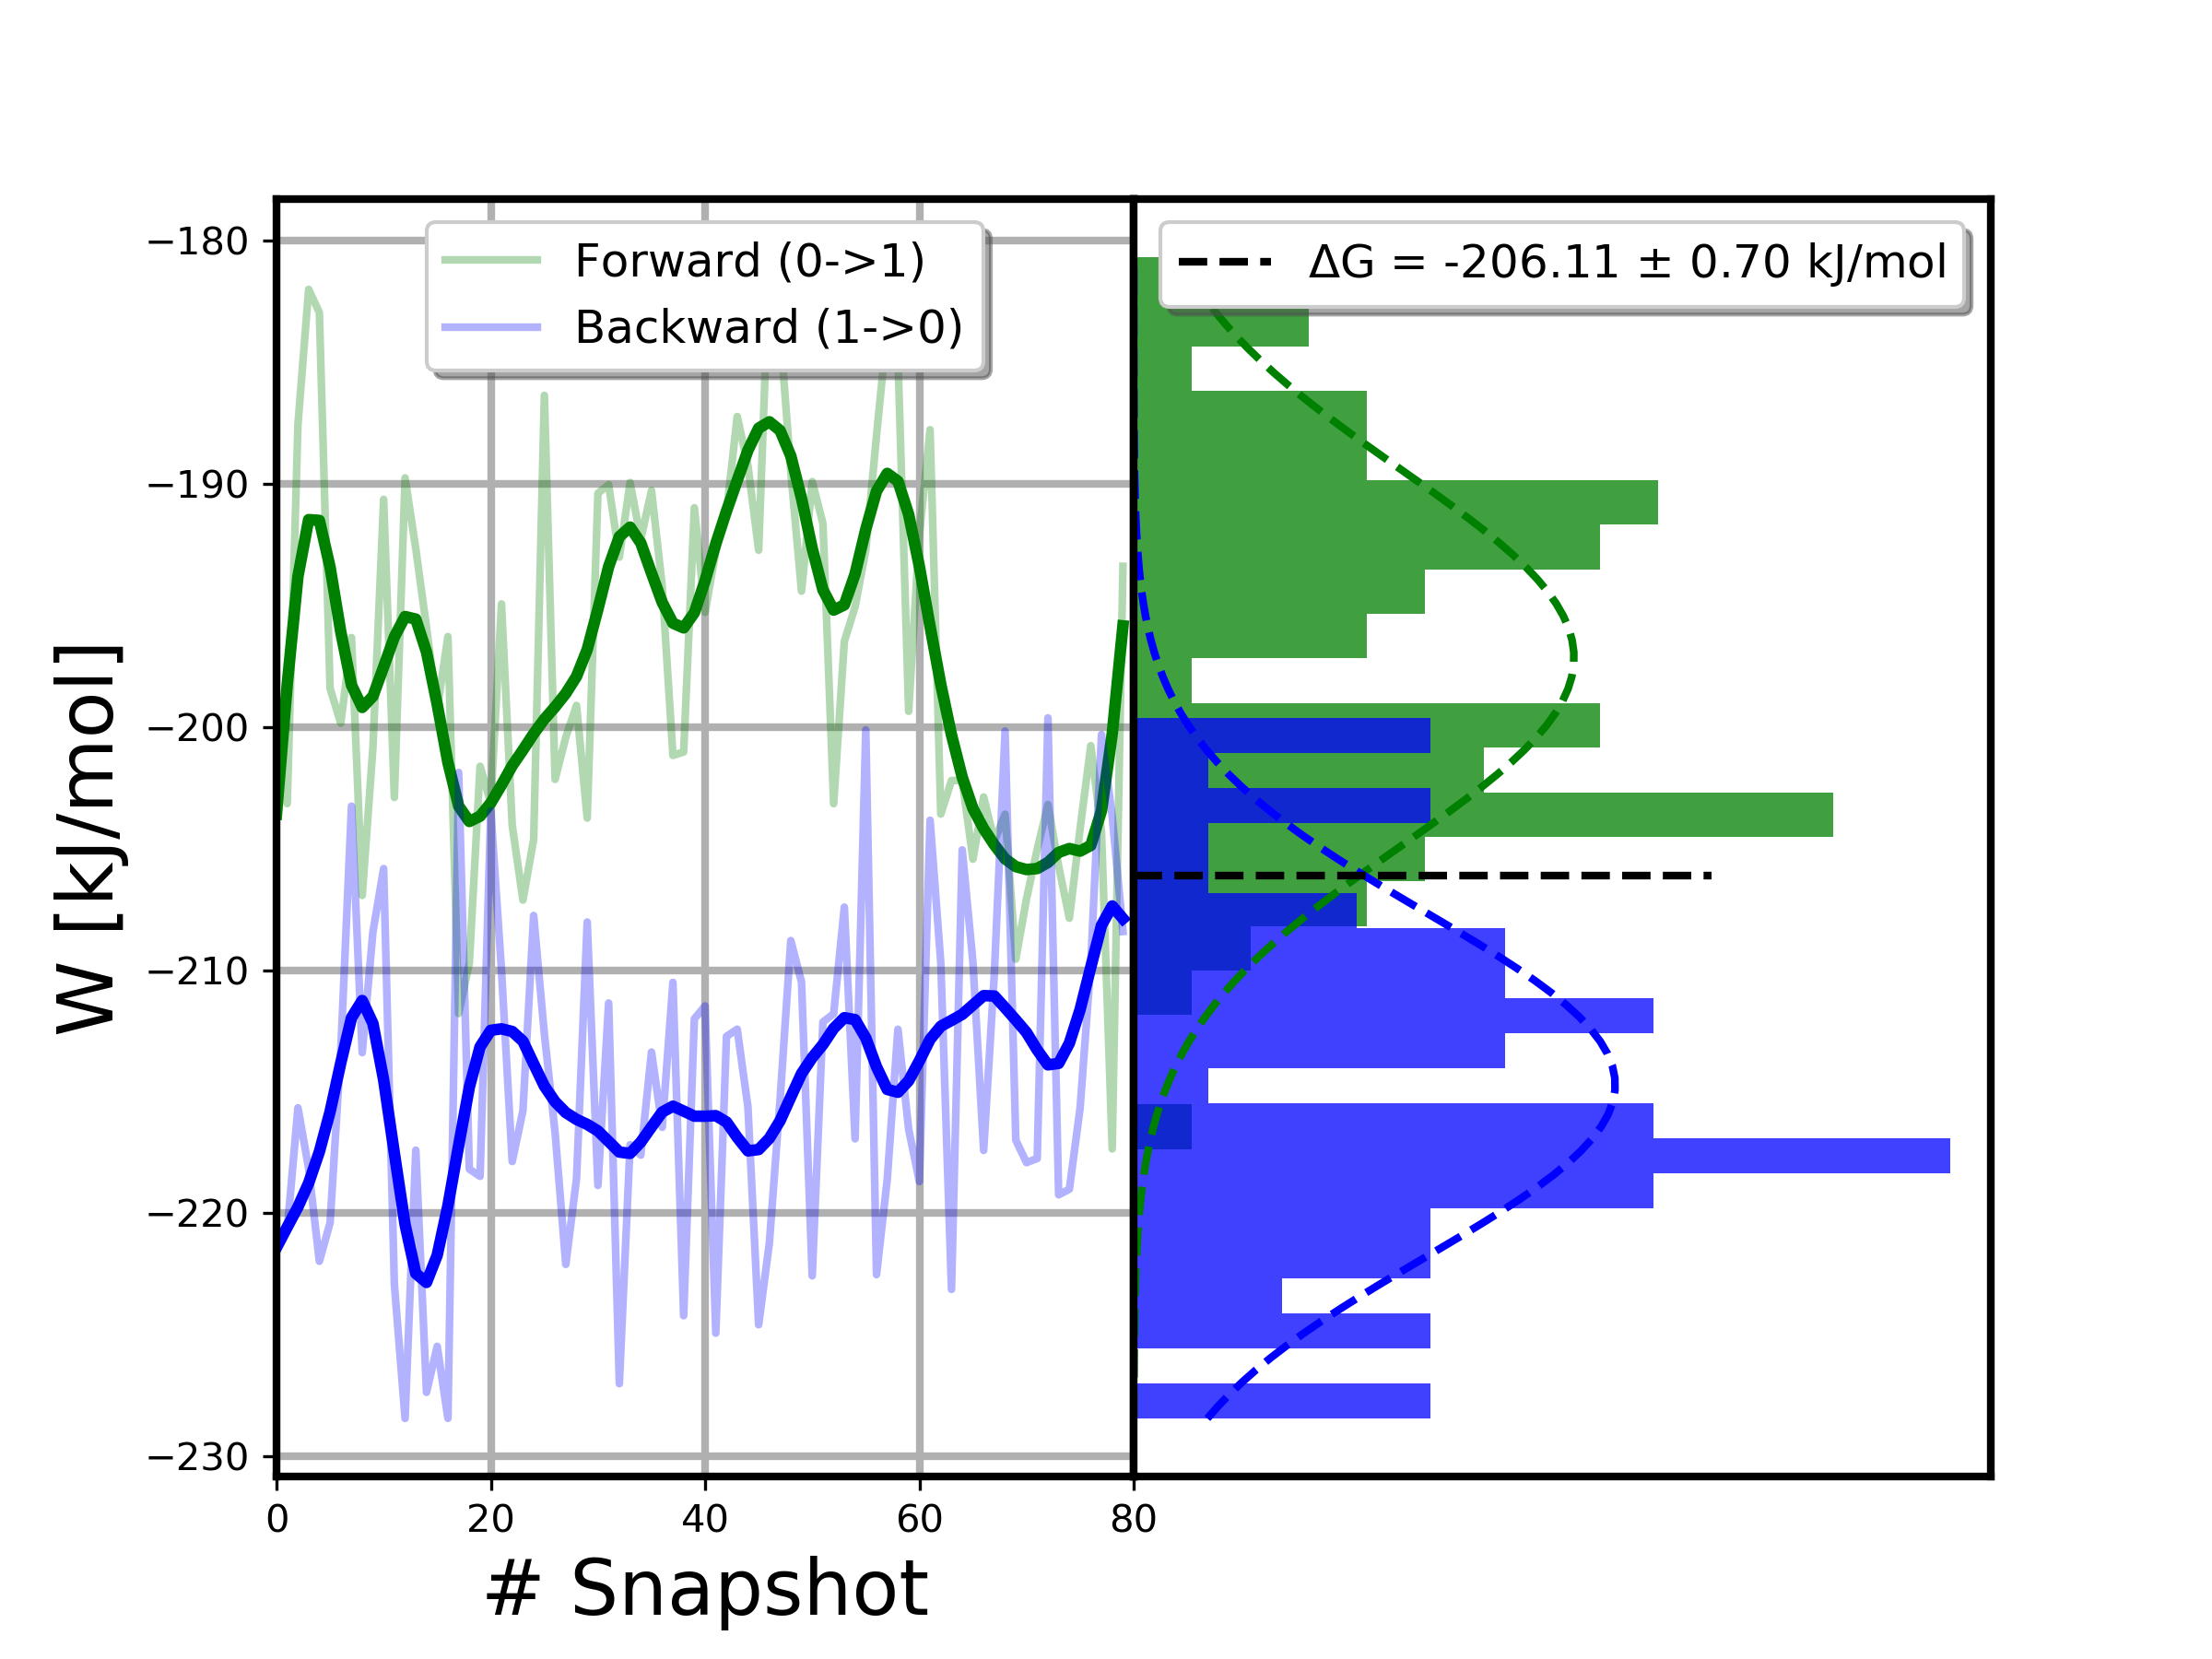 Forward (0->1)
Backward (1->0)
ΔG = -206.11 ± 0.70 kJ/mol
W [kJ/mol]
−180
−190
−200
−210
−220
−230
0 20 40 60 80
# Snapshot